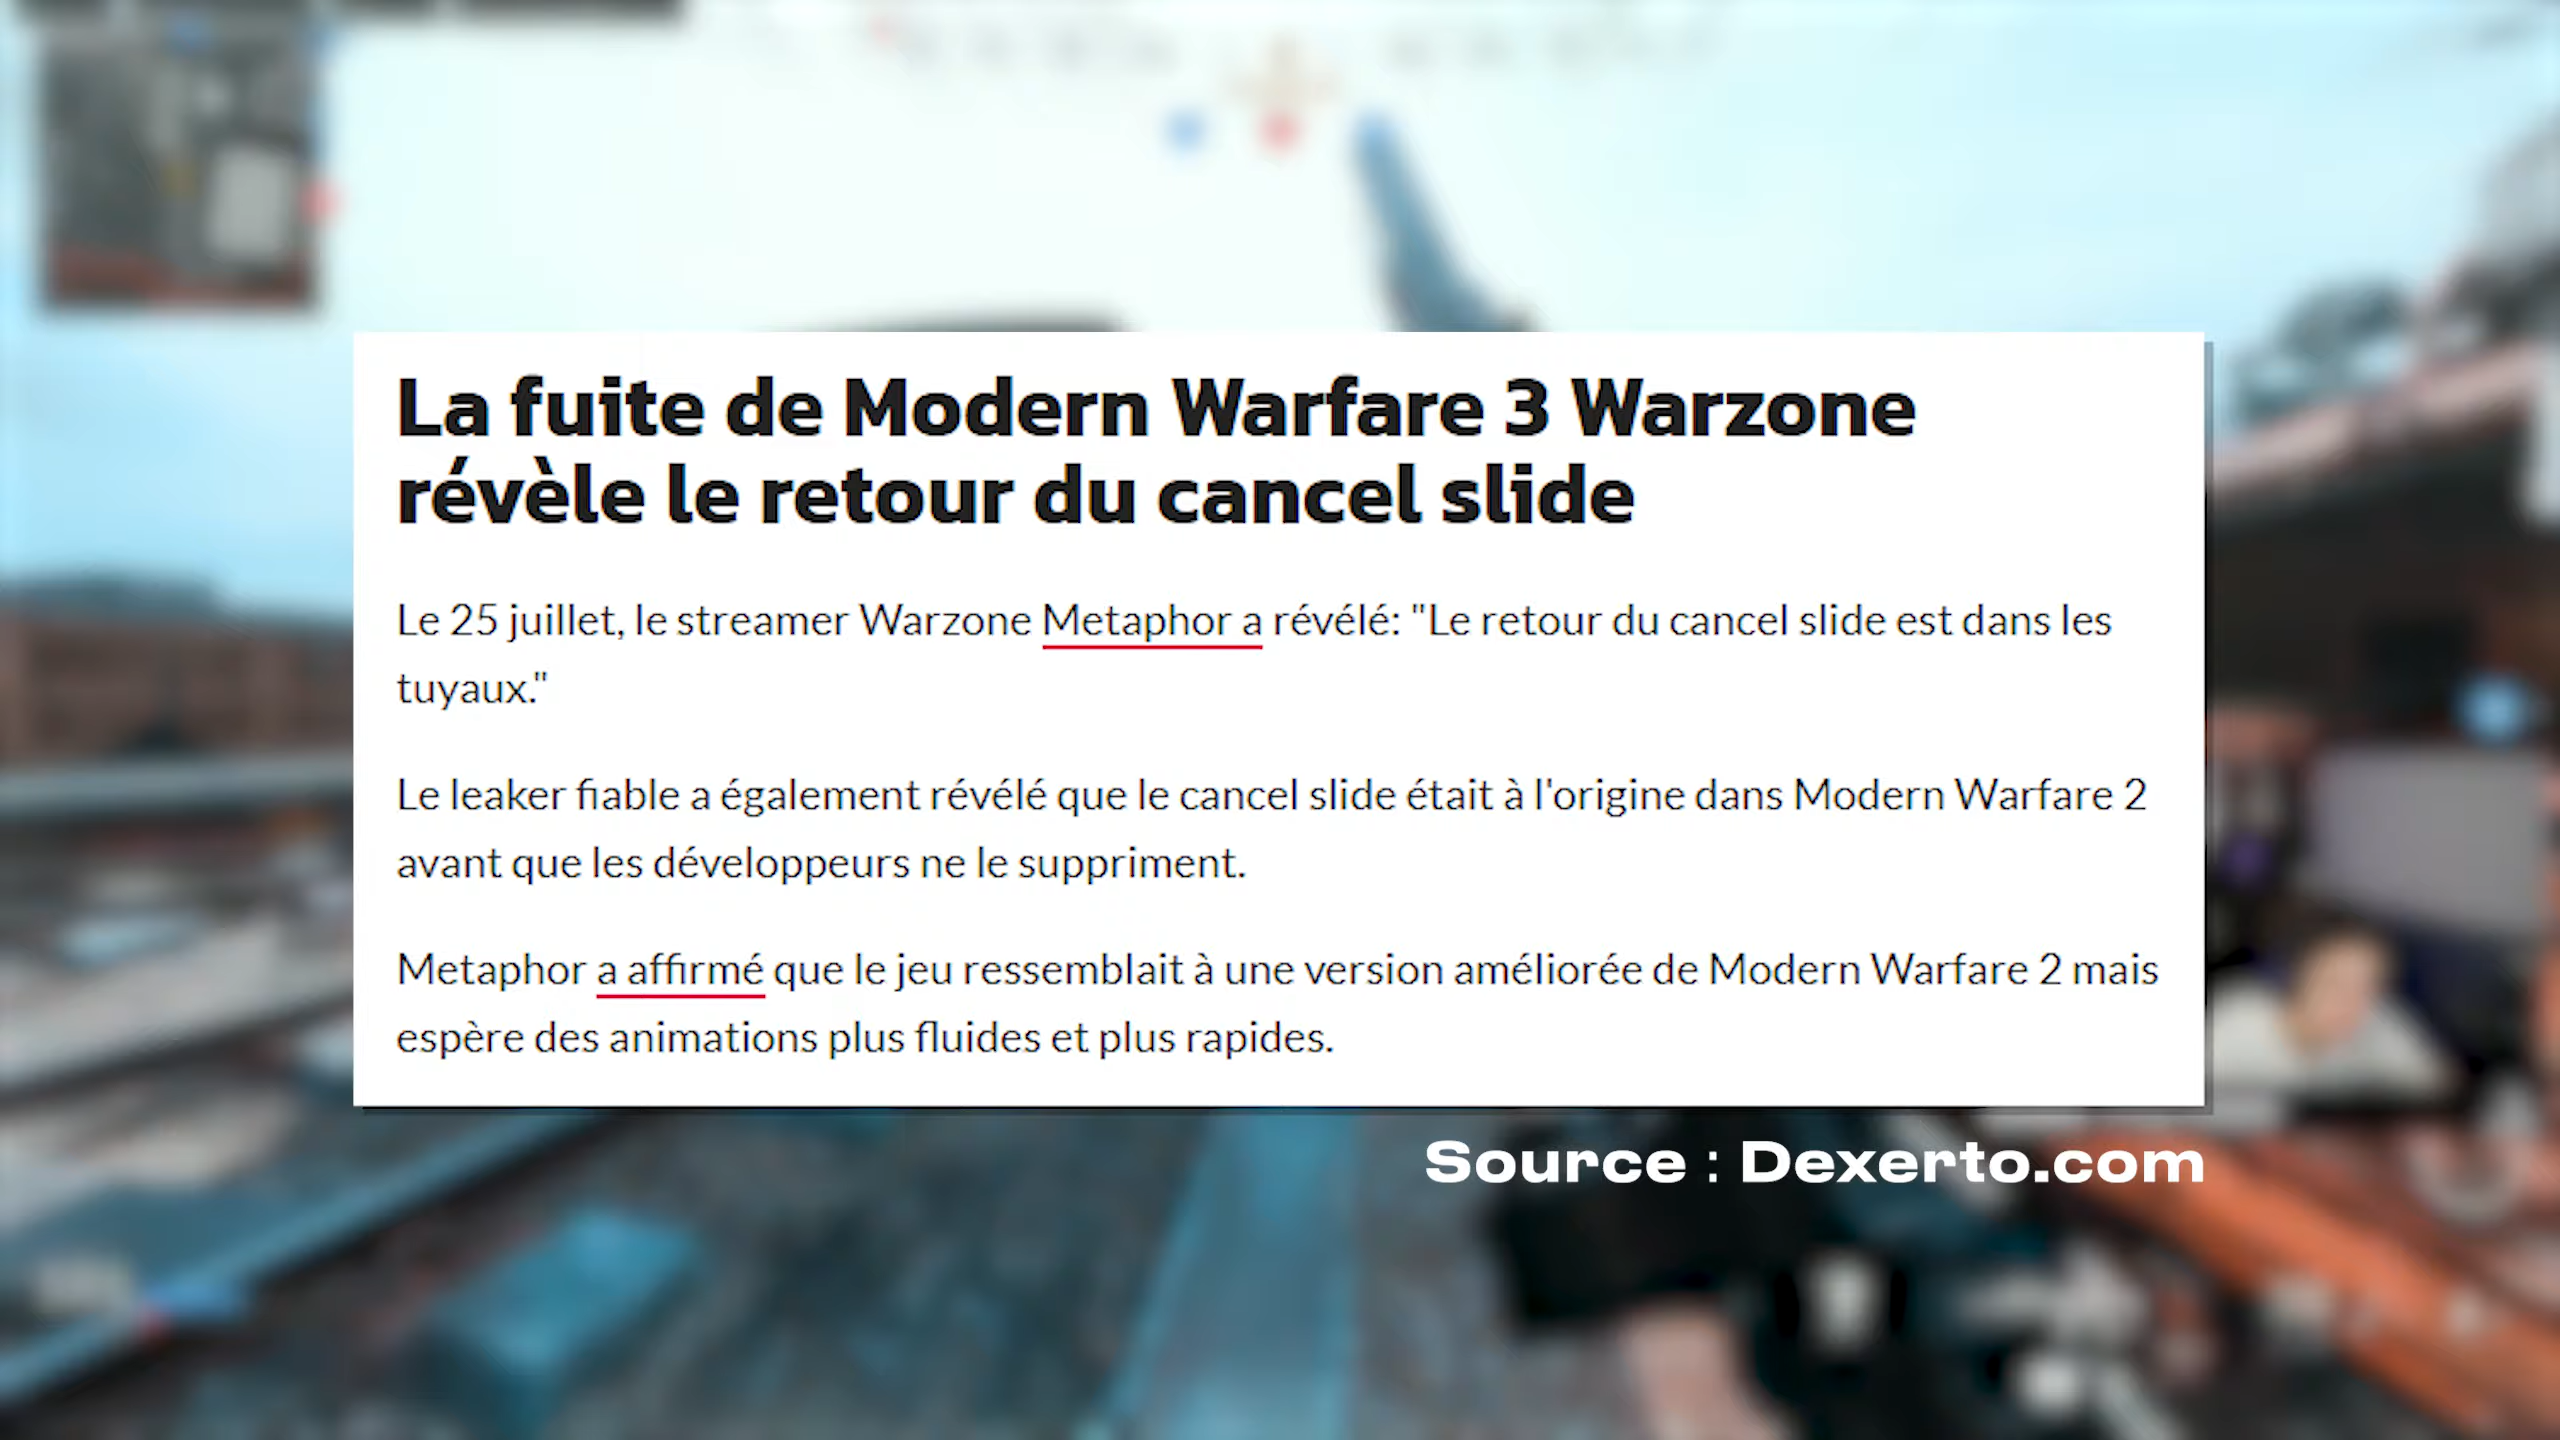 La fuite de Modern Warfare 3 Warzone
révèle le retour du cancel slide
Le 25 juillet, le streamer Warzone Metaphor a révélé: "Le retour du cancel slide est dans les
tuyaux."
Le leaker fiable a également révélé que le cancel slide était à l'origine dans Modern Warfare 2
avant que les développeurs ne le suppriment.
Metaphor a affirmé que le jeu ressemblait à une version améliorée de Modern Warfare 2 mais
espère des animations plus fluides et plus rapides.
Source : Dexerto.com